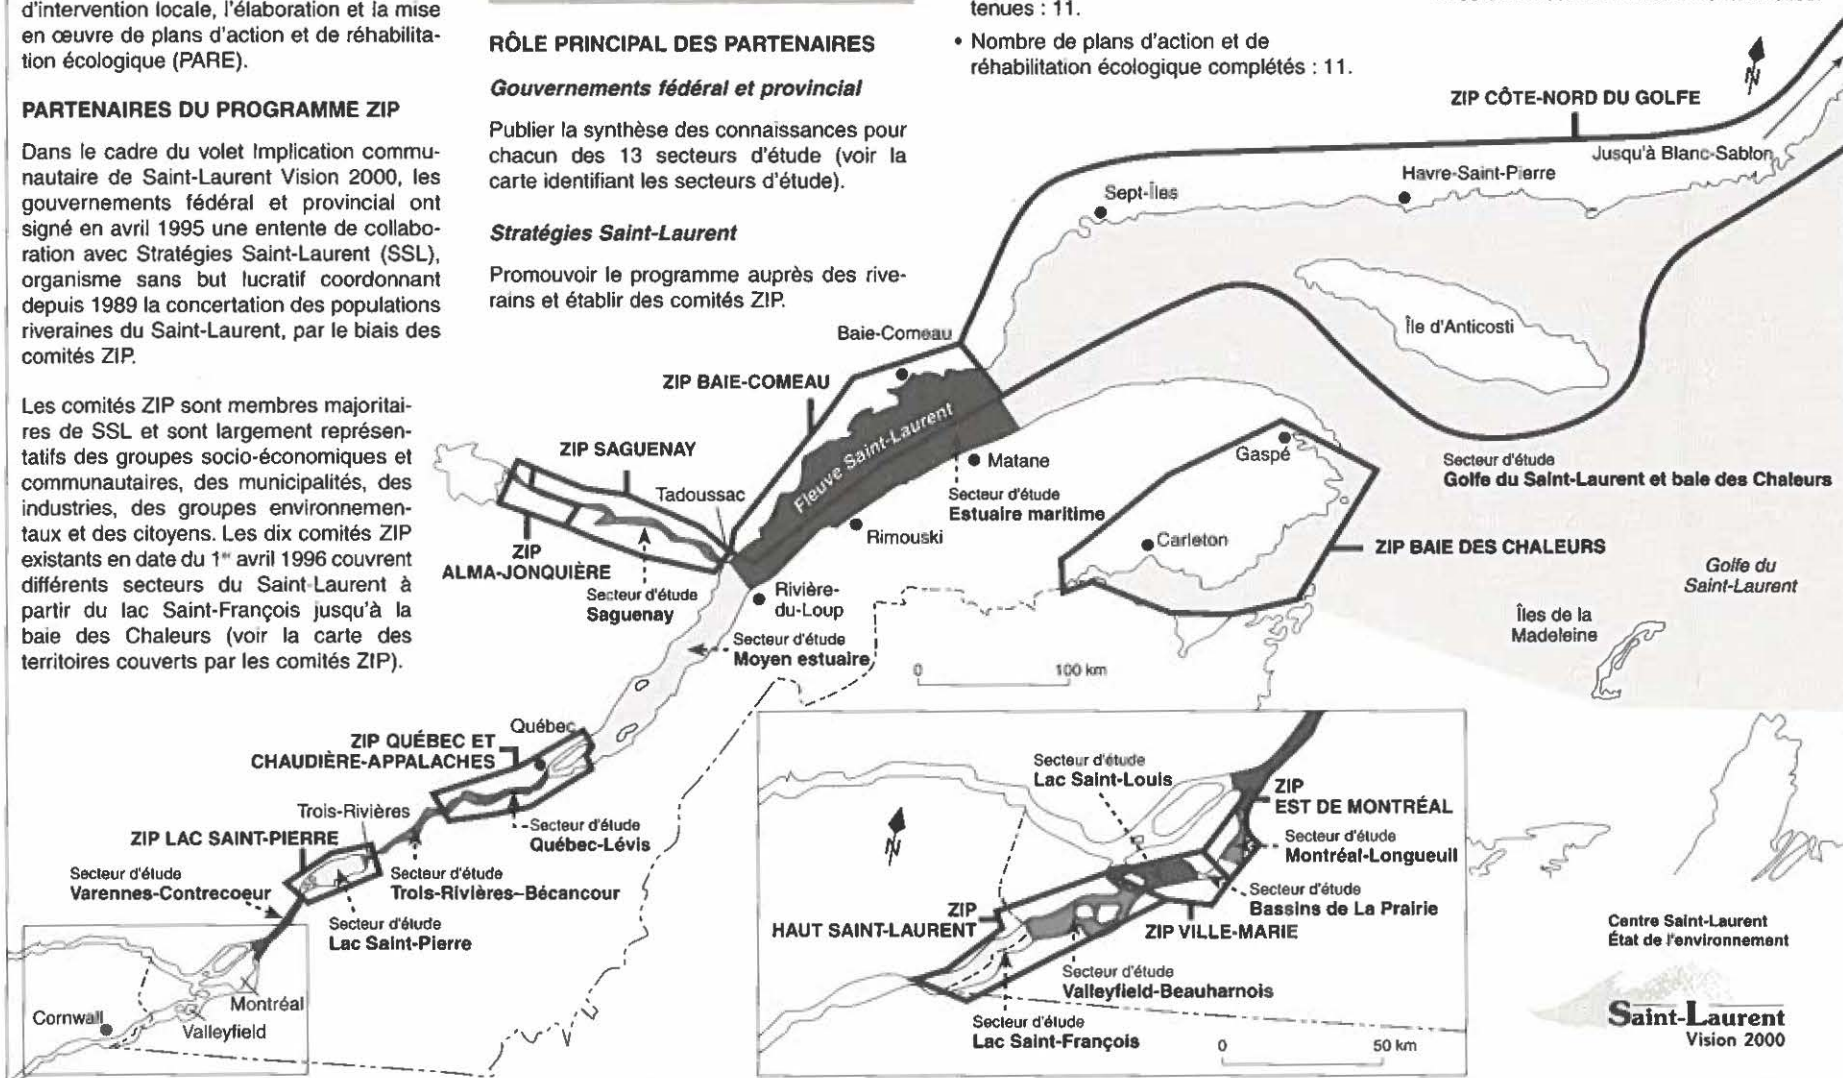 d'intervention locale, l'élaboration et la mise
en œuvre de plans d'action et de réhabilita-
tion écologique (PARE).
PARTENAIRES DU PROGRAMME ZIP
Dans le cadre du volet Implication commu-
nautaire de Saint-Laurent Vision 2000, les
gouvernements fédéral et provincial ont
signé en avril 1995 une entente de collabo-
ration avec Stratégies Saint-Laurent (SSL),
organisme sans but lucratif coordonnant
depuis 1989 la concertation des populations
riveraines du Saint-Laurent, par le biais des
comités ZIP.
Les comités ZIP sont membres majoritai-
res de SSL et sont largement représen-
tatifs des groupes socio-économiques et
communautaires, des municipalités, des
industries, des groupes environnemen-
taux et des citoyens. Les dix comités ZIP
existants en date du 1er avril 1996 couvrent
différents secteurs du Saint-Laurent à
partir du lac Saint-François jusqu'à la
baie des Chaleurs (voir la carte des
territoires couverts par les comités ZIP).
RÔLE PRINCIPAL DES PARTENAIRES
Gouvernements fédéral et provincial
Publier la synthèse des connaissances pour
chacun des 13 secteurs d'étude (voir la
carte identifiant les secteurs d'étude).
Stratégies Saint-Laurent
Promouvoir le programme auprès des rive-
rains et établir des comités ZIP.
tenues : 11.
• Nombre de plans d'action et de
réhabilitation écologique complétés : 11.
N
ZIP CÔTE-NORD DU GOLFE
Jusqu'à Blanc-Sablon
Havre-Saint-Pierre
Sept-Îles
Île d'Anticosti
Baie-Comeau
ZIP BAIE-COMEAU
Fleuve Saint-Laurent
ZIP SAGUENAY
Tadoussac
ZIP
ALMA-JONQUIÈRE
Secteur d'étude
Saguenay
Matane
Secteur d'étude
Estuaire maritime
Rimouski
Rivière-
du-Loup
Secteur d'étude
Moyen estuaire
Gaspé
Carleton
Secteur d'étude
Golfe du Saint-Laurent et baie des Chaleurs
ZIP BAIE DES CHALEURS
Golfe du
Saint-Laurent
Îles de la
Madeleine
0 100 km
Québec
ZIP QUÉBEC ET
CHAUDIÈRE-APPALACHES
Secteur d'étude
Québec-Lévis
Trois-Rivières
ZIP LAC SAINT-PIERRE
Secteur d'étude
Varennes-Contrecoeur
Secteur d'étude
Trois-Rivières–Bécancour
Secteur d'étude
Lac Saint-Pierre
Cornwall
Montréal
Valleyfield
N
Secteur d'étude
Lac Saint-Louis
ZIP
EST DE MONTRÉAL
Secteur d'étude
Montréal-Longueuil
Secteur d'étude
Bassins de La Prairie
ZIP VILLE-MARIE
ZIP
HAUT SAINT-LAURENT
Secteur d'étude
Valleyfield-Beauharnois
Secteur d'étude
Lac Saint-François
0 50 km
Centre Saint-Laurent
État de l'environnement
Saint-Laurent
Vision 2000